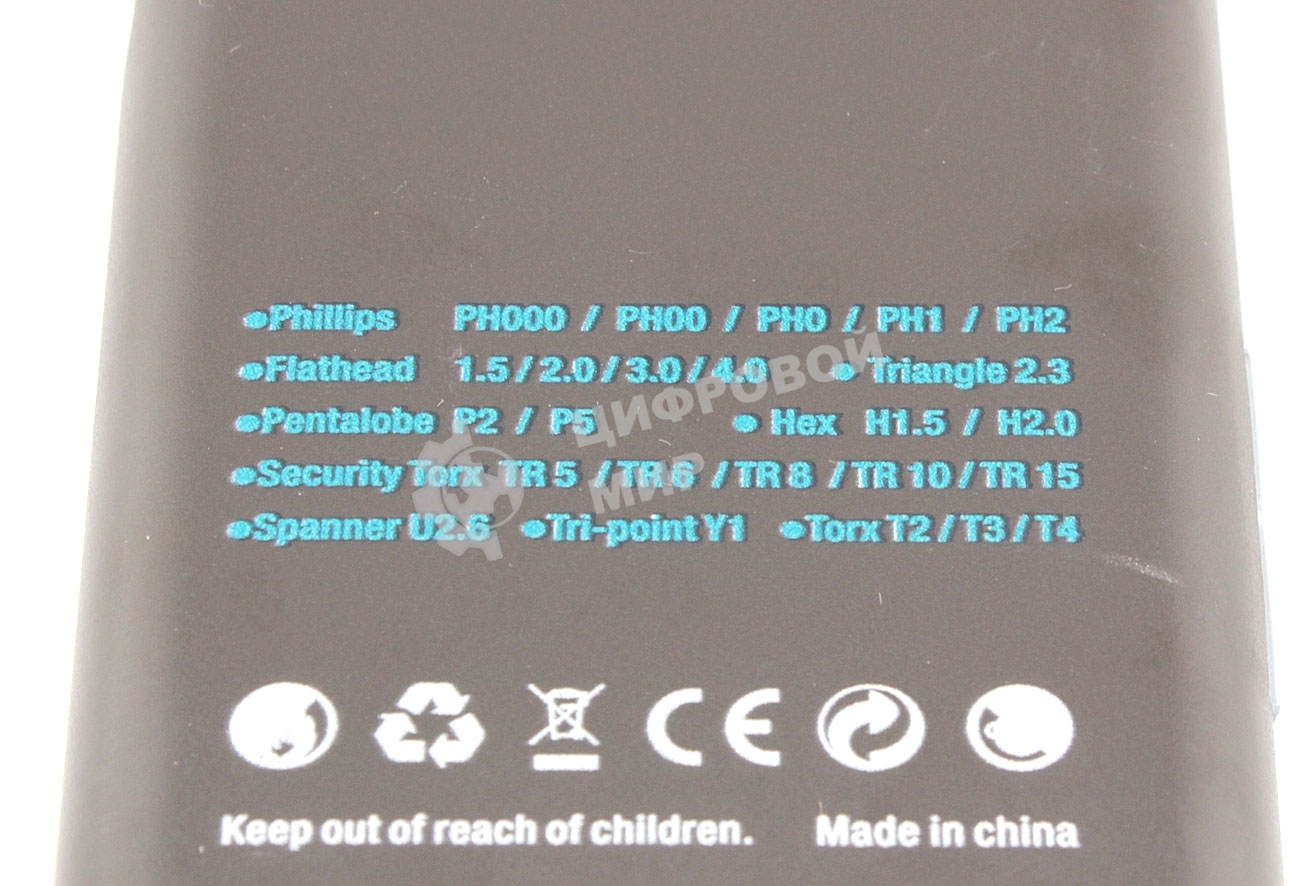 •Phillips PH000 / PH00 / PH0 / PH1 / PH2
•Flathead 1.5/2.0/3.0/4.0 • Triangle 2.3
•Pentalobe P2 / P5 • Hex H1.5 / H2.0
•Security Torx TR 5 /TR 6 /TR 8 /TR 10/TR 15
•Spanner U2.6 •Tri-point Y1 •Torx T2/T3/T4
ЦИФРОВОЙ
МИР
CE
Keep out of reach of children. Made in china